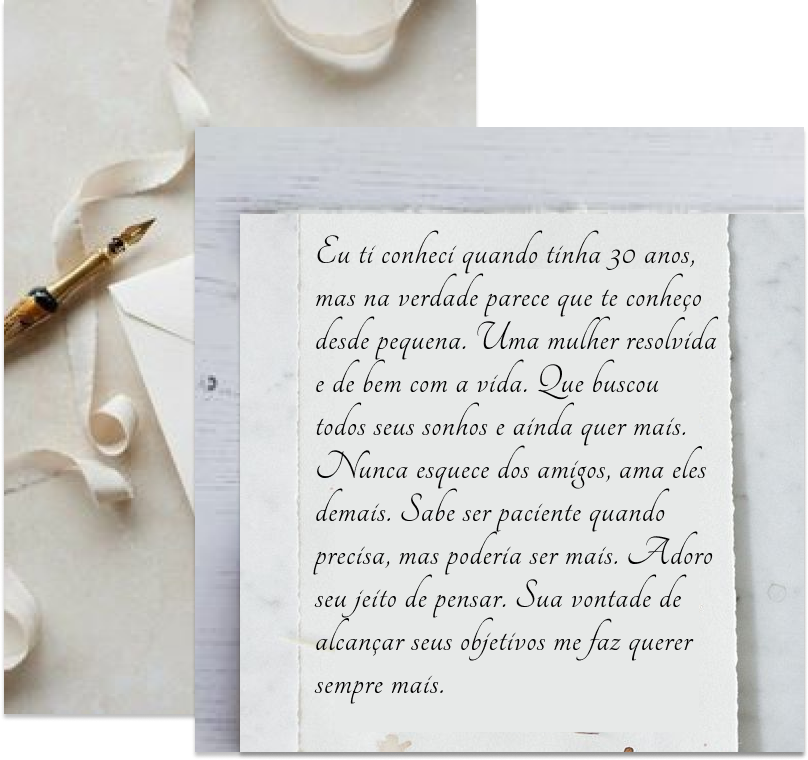 Eu ti conheci quando tinha 30 anos,
mas na verdade parece que te conheço
desde pequena. Uma mulher resolvida
e de bem com a vida. Que buscou
todos seus sonhos e ainda quer mais.
Nunca esquece dos amigos, ama eles
demais. Sabe ser paciente quando
precisa, mas poderia ser mais. Adoro
seu jeito de pensar. Sua vontade de
alcançar seus objetivos me faz querer
sempre mais.